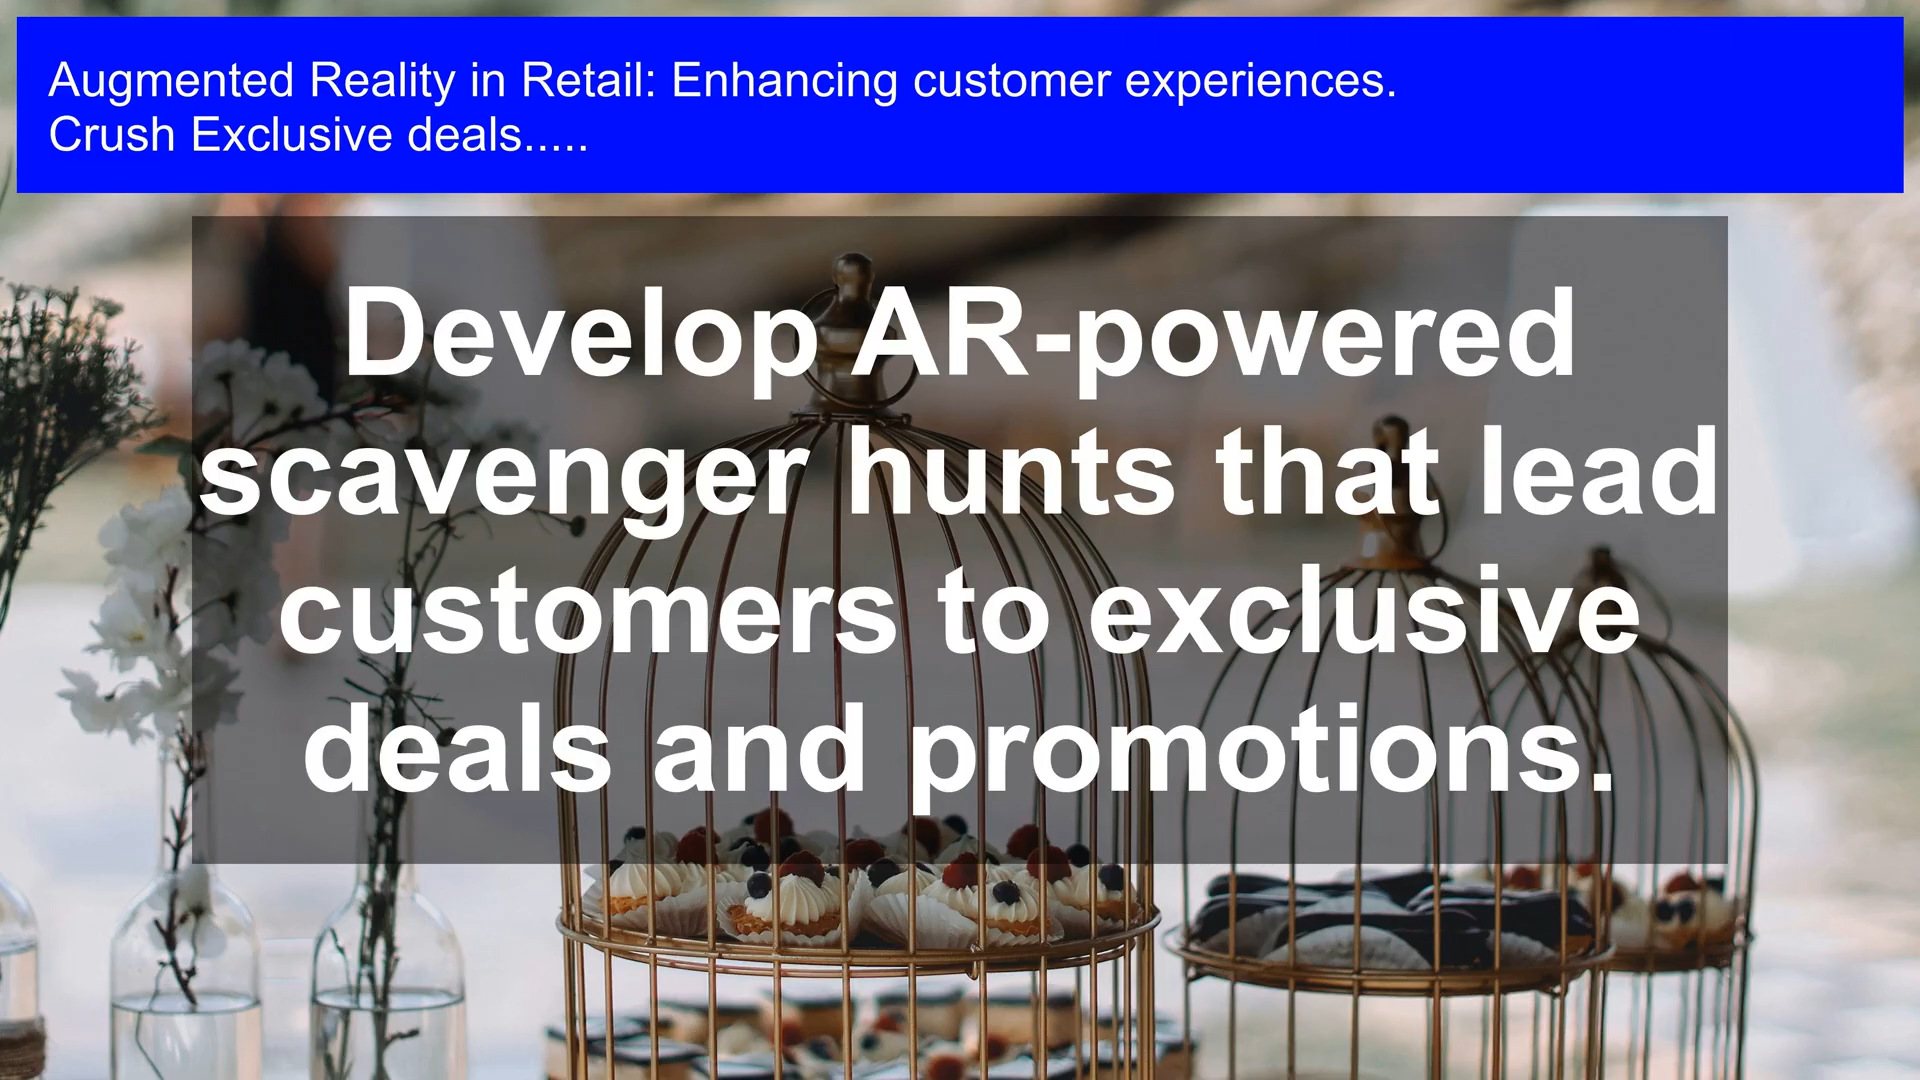 Augmented Reality in Retail: Enhancing customer experiences.
Crush Exclusive deals.....
Develop AR-powered
scavenger hunts that lead
customers to exclusive
deals and promotions.